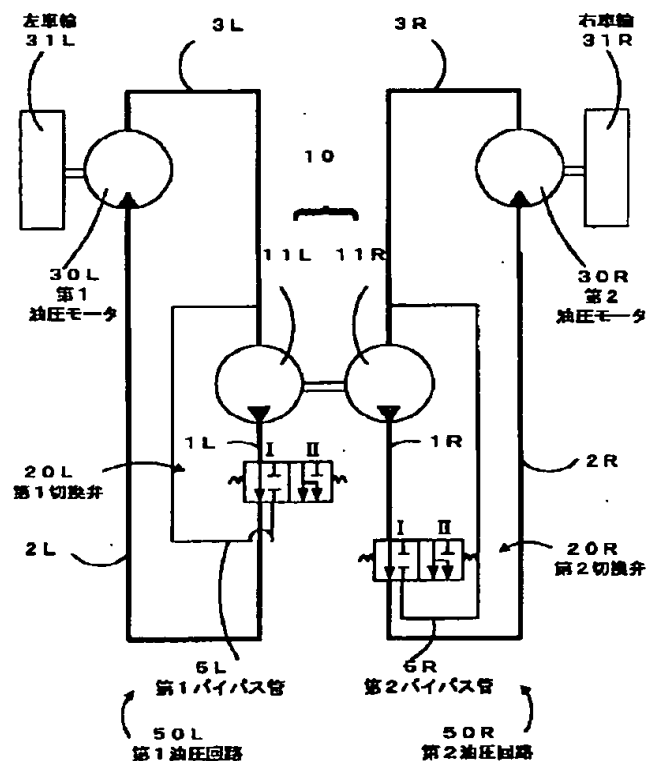 左車輪
31L
3L
3R
右車輪
31R
10
30L
第1
油圧モータ
11L
11R
30R
第2
油圧モータ
1L
I
II
1R
20L
第1切換弁
2L
I
II
2R
20R
第2切換弁
6L
第1バイパス管
6R
第2バイパス管
50L
第1油圧回路
50R
第2油圧回路